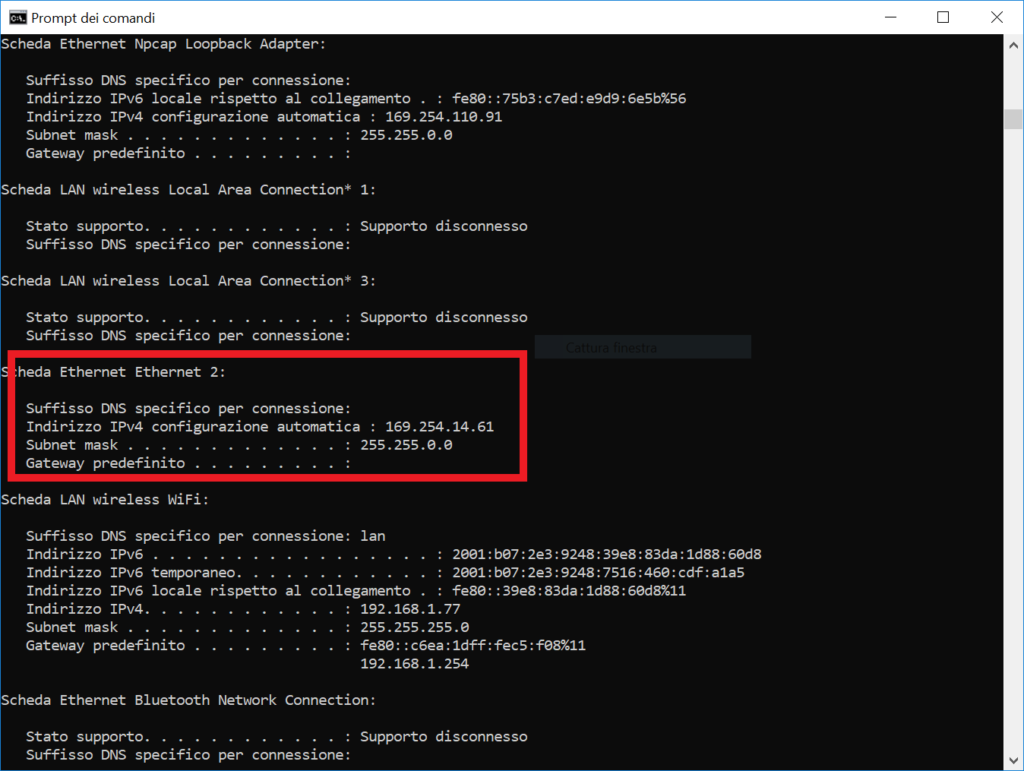 Prompt dei comandi
Scheda Ethernet Npcap Loopback Adapter:
Suffisso DNS specifico per connessione:
Indirizzo IPv6 locale rispetto al collegamento . : fe80::75b3:c7ed:e9d9:6e5b%56
Indirizzo IPv4 configurazione automatica : 169.254.110.91
Subnet mask . . . . . . . . . . . . . : 255.255.0.0
Gateway predefinito . . . . . . . . . :
Scheda LAN wireless Local Area Connection* 1:
Stato supporto. . . . . . . . . . . . : Supporto disconnesso
Suffisso DNS specifico per connessione:
Scheda LAN wireless Local Area Connection* 3:
Stato supporto. . . . . . . . . . . . : Supporto disconnesso
Suffisso DNS specifico per connessione:
Cattura finestra
Scheda Ethernet Ethernet 2:
Suffisso DNS specifico per connessione:
Indirizzo IPv4 configurazione automatica : 169.254.14.61
Subnet mask . . . . . . . . . . . . . : 255.255.0.0
Gateway predefinito . . . . . . . . . :
Scheda LAN wireless WiFi:
Suffisso DNS specifico per connessione: lan
Indirizzo IPv6 . . . . . . . . . . . . . . . . . : 2001:b07:2e3:9248:39e8:83da:1d88:60d8
Indirizzo IPv6 temporaneo. . . . . . . . . . . . : 2001:b07:2e3:9248:7516:460:cdf:a1a5
Indirizzo IPv6 locale rispetto al collegamento . : fe80::39e8:83da:1d88:60d8%11
Indirizzo IPv4. . . . . . . . . . . . : 192.168.1.77
Subnet mask . . . . . . . . . . . . . : 255.255.255.0
Gateway predefinito . . . . . . . . . : fe80::c6ea:1dff:fec5:f08%11
192.168.1.254
Scheda Ethernet Bluetooth Network Connection:
Stato supporto. . . . . . . . . . . . : Supporto disconnesso
Suffisso DNS specifico per connessione: